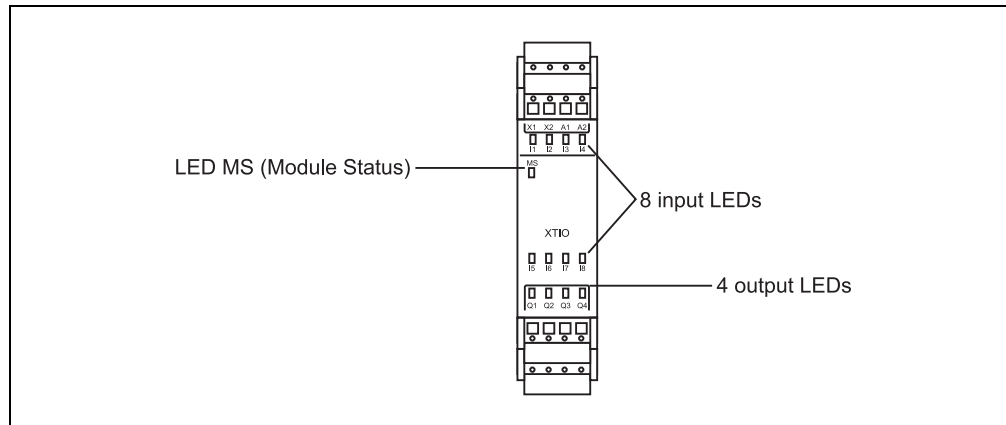 X1 X2 A1 A2
I1 I2 I3 I4
LED MS (Module Status)
MS
8 input LEDs
XTIO
I5 I6 I7 I8
4 output LEDs
Q1 Q2 Q3 Q4